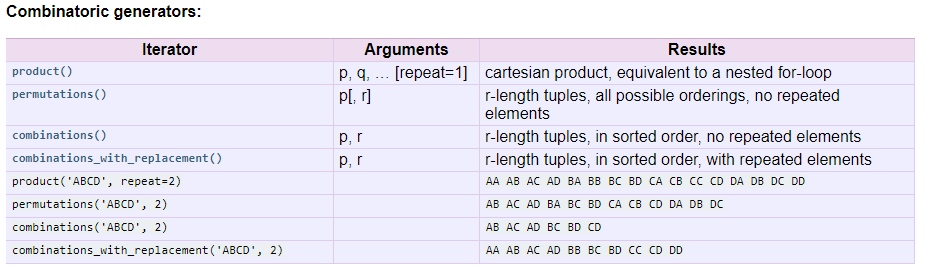 Combinatoric generators:
Iterator Arguments Results
product() p, q, … [repeat=1] cartesian product, equivalent to a nested for-loop
permutations() p[, r] r-length tuples, all possible orderings, no repeated
elements
combinations() p, r r-length tuples, in sorted order, no repeated elements
combinations_with_replacement() p, r r-length tuples, in sorted order, with repeated elements
product('ABCD', repeat=2) AA AB AC AD BA BB BC BD CA CB CC CD DA DB DC DD
permutations('ABCD', 2) AB AC AD BA BC BD CA CB CD DA DB DC
combinations('ABCD', 2) AB AC AD BC BD CD
combinations_with_replacement('ABCD', 2) AA AB AC AD BB BC BD CC CD DD